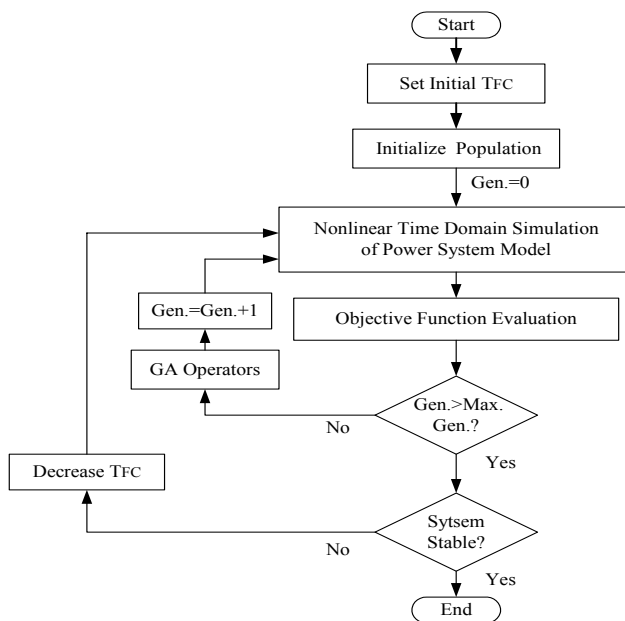 Start
Set Initial TFC
Initialize Population
Gen.=0
Nonlinear Time Domain Simulation
of Power System Model
Gen.=Gen.+1
Objective Function Evaluation
GA Operators
Gen.>Max.
Gen.?
No
Yes
Decrease TFC
Sytsem
Stable?
No
Yes
End